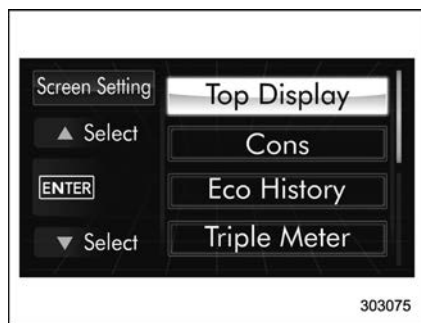 Screen Setting
▲ Select
ENTER
▼ Select
Top Display
Cons
Eco History
Triple Meter
303075